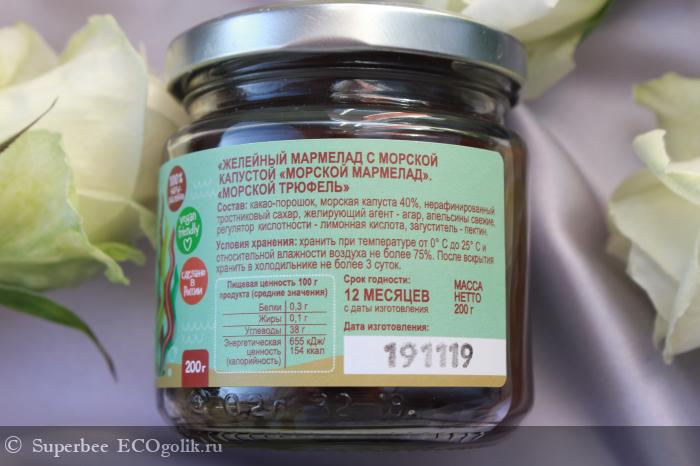 «ЖЕЛЕЙНЫЙ МАРМЕЛАД С МОРСКОЙ
КАПУСТОЙ «МОРСКОЙ МАРМЕЛАД».
«МОРСКОЙ ТРЮФЕЛЬ»
Состав: какао-порошок, морская капуста 40%, нерафинированный
тростниковый сахар, желирующий агент - агар, апельсины свежие,
регулятор кислотности - лимонная кислота, загуститель - пектин.
Условия хранения: хранить при температуре от 0° С до 25° С и
относительной влажности воздуха не более 75%. После вскрытия
хранить в холодильнике не более 3 суток.
100%
vegan
friendly
сделано
в
России
200 г
Пищевая ценность 100 г
продукта (средние значения)
Белки 0,3 г
Жиры 0,1 г
Углеводы 38 г
Энергетическая 655 кДж/
ценность 154 ккал
(калорийность)
Срок годности:
12 МЕСЯЦЕВ
с даты изготовления
МАССА
НЕТТО
200 г
Дата изготовления:
191119
© Superbee ECOgolik.ru